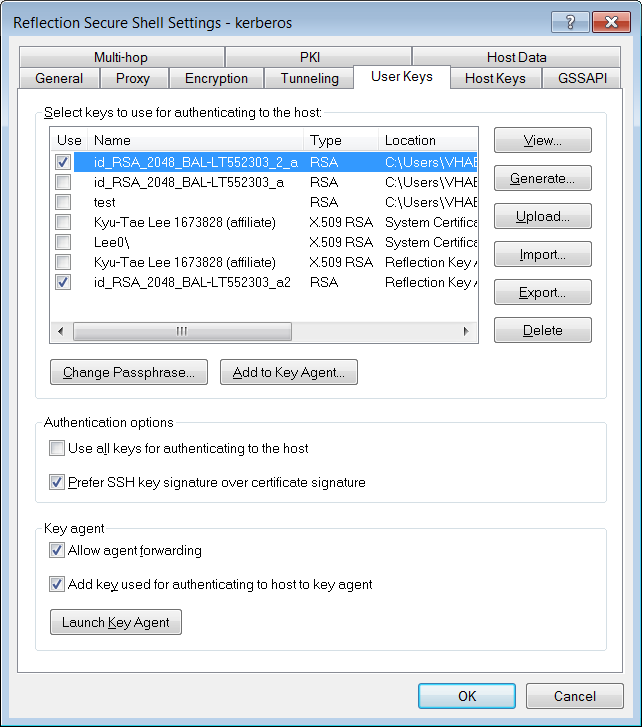 Reflection Secure Shell Settings - kerberos
Multi-hop PKI Host Data
General Proxy Encryption Tunneling User Keys Host Keys GSSAPI
Select keys to use for authenticating to the host:
Use Name Type Location
id_RSA_2048_BAL-LT552303_2_a RSA C:\Users\VHAB
id_RSA_2048_BAL-LT552303_a RSA C:\Users\VHAB
test RSA C:\Users\VHAB
Kyu-Tae Lee 1673828 (affiliate) X.509 RSA System Certifica
Lee0\ X.509 RSA System Certifica
Kyu-Tae Lee 1673828 (affiliate) X.509 RSA Reflection Key A
id_RSA_2048_BAL-LT552303_a2 RSA Reflection Key A
View...
Generate...
Upload...
Import...
Export...
Delete
Change Passphrase... Add to Key Agent...
Authentication options
Use all keys for authenticating to the host
Prefer SSH key signature over certificate signature
Key agent
Allow agent forwarding
Add key used for authenticating to host to key agent
Launch Key Agent
OK Cancel